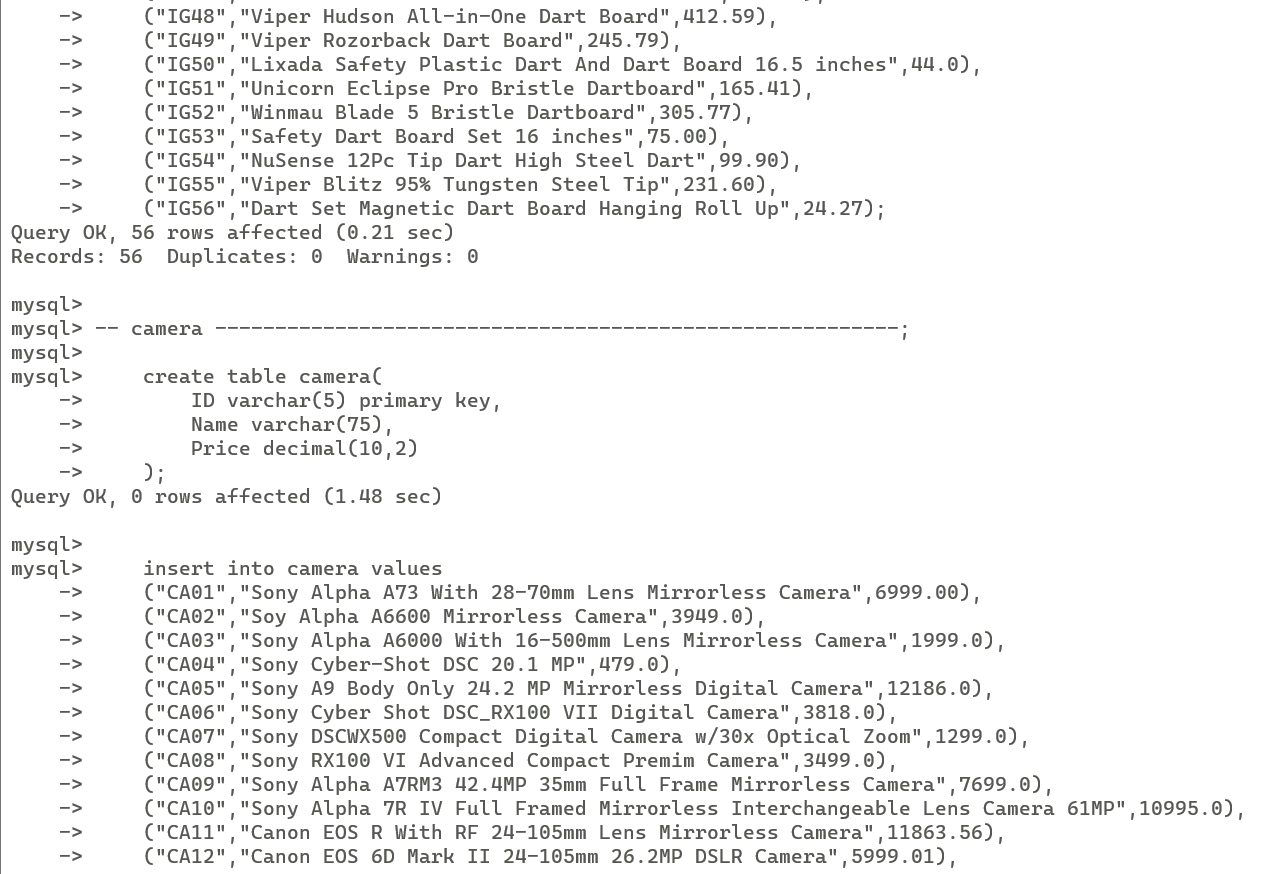 ->     ("IG48","Viper Hudson All-in-One Dart Board",412.59),
    ->     ("IG49","Viper Rozorback Dart Board",245.79),
    ->     ("IG50","Lixada Safety Plastic Dart And Dart Board 16.5 inches",44.0),
    ->     ("IG51","Unicorn Eclipse Pro Bristle Dartboard",165.41),
    ->     ("IG52","Winmau Blade 5 Bristle Dartboard",305.77),
    ->     ("IG53","Safety Dart Board Set 16 inches",75.00),
    ->     ("IG54","NuSense 12Pc Tip Dart High Steel Dart",99.90),
    ->     ("IG55","Viper Blitz 95% Tungsten Steel Tip",231.60),
    ->     ("IG56","Dart Set Magnetic Dart Board Hanging Roll Up",24.27);
Query OK, 56 rows affected (0.21 sec)
Records: 56  Duplicates: 0  Warnings: 0

mysql>
mysql> -- camera ---------------------------------------------------------;
mysql>
mysql>     create table camera(
    ->         ID varchar(5) primary key,
    ->         Name varchar(75),
    ->         Price decimal(10,2)
    ->     );
Query OK, 0 rows affected (1.48 sec)

mysql>
mysql>     insert into camera values
    ->     ("CA01","Sony Alpha A73 With 28-70mm Lens Mirrorless Camera",6999.00),
    ->     ("CA02","Soy Alpha A6600 Mirrorless Camera",3949.0),
    ->     ("CA03","Sony Alpha A6000 With 16-500mm Lens Mirrorless Camera",1999.0),
    ->     ("CA04","Sony Cyber-Shot DSC 20.1 MP",479.0),
    ->     ("CA05","Sony A9 Body Only 24.2 MP Mirrorless Digital Camera",12186.0),
    ->     ("CA06","Sony Cyber Shot DSC_RX100 VII Digital Camera",3818.0),
    ->     ("CA07","Sony DSCWX500 Compact Digital Camera w/30x Optical Zoom",1299.0),
    ->     ("CA08","Sony RX100 VI Advanced Compact Premim Camera",3499.0),
    ->     ("CA09","Sony Alpha A7RM3 42.4MP 35mm Full Frame Mirrorless Camera",7699.0),
    ->     ("CA10","Sony Alpha 7R IV Full Framed Mirrorless Interchangeable Lens Camera 61MP",10995.0),
    ->     ("CA11","Canon EOS R With RF 24-105mm Lens Mirrorless Camera",11863.56),
    ->     ("CA12","Canon EOS 6D Mark II 24-105mm 26.2MP DSLR Camera",5999.01),